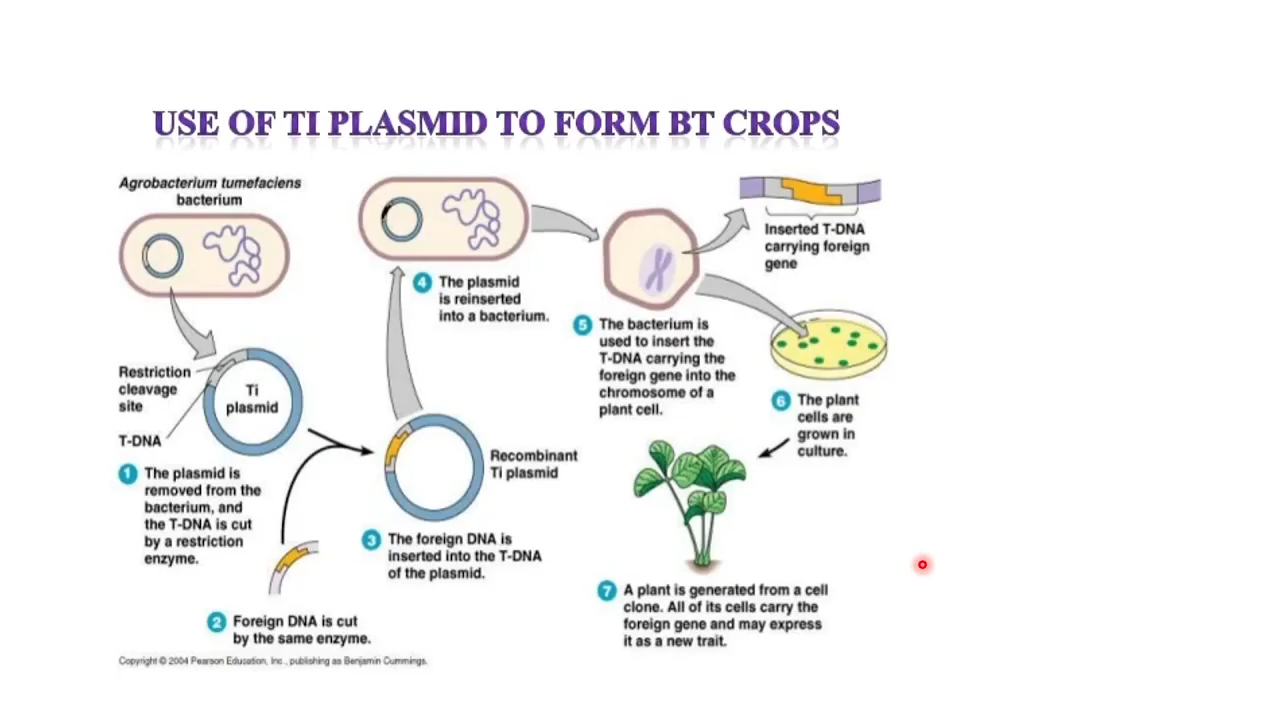 USE OF TI PLASMID TO FORM BT CROPS
Agrobacterium tumefaciens
bacterium
Restriction
cleavage
site
T-DNA
Ti
plasmid
1 The plasmid is
removed from the
bacterium, and
the T-DNA is cut
by a restriction
enzyme.
2 Foreign DNA is cut
by the same enzyme.
Recombinant
Ti plasmid
3 The foreign DNA is
inserted into the T-DNA
of the plasmid.
4 The plasmid
is reinserted
into a bacterium.
5 The bacterium is
used to insert the
T-DNA carrying the
foreign gene into the
chromosome of a
plant cell.
Inserted T-DNA
carrying foreign
gene
6 The plant
cells are
grown in
culture.
7 A plant is generated from a cell
clone. All of its cells carry the
foreign gene and may express
it as a new trait.
Copyright © 2004 Pearson Education, Inc., publishing as Benjamin Cummings.